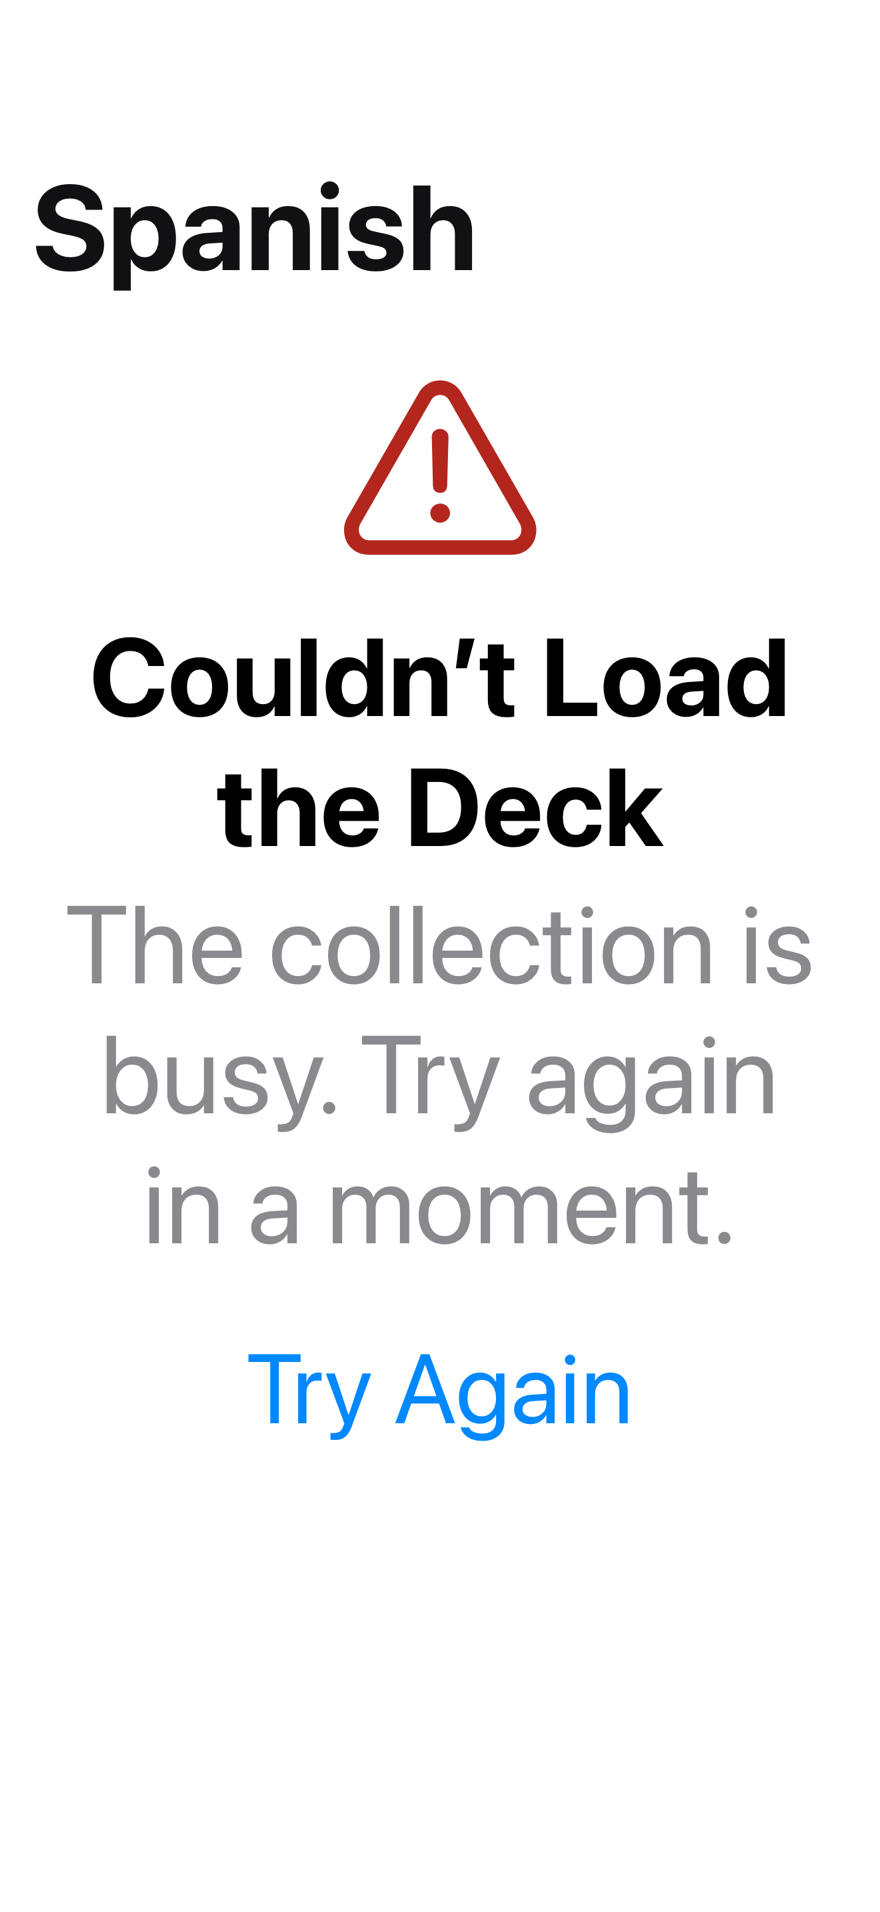 Spanish
Couldn’t Load
the Deck
The collection is
busy. Try again
in a moment.
Try Again